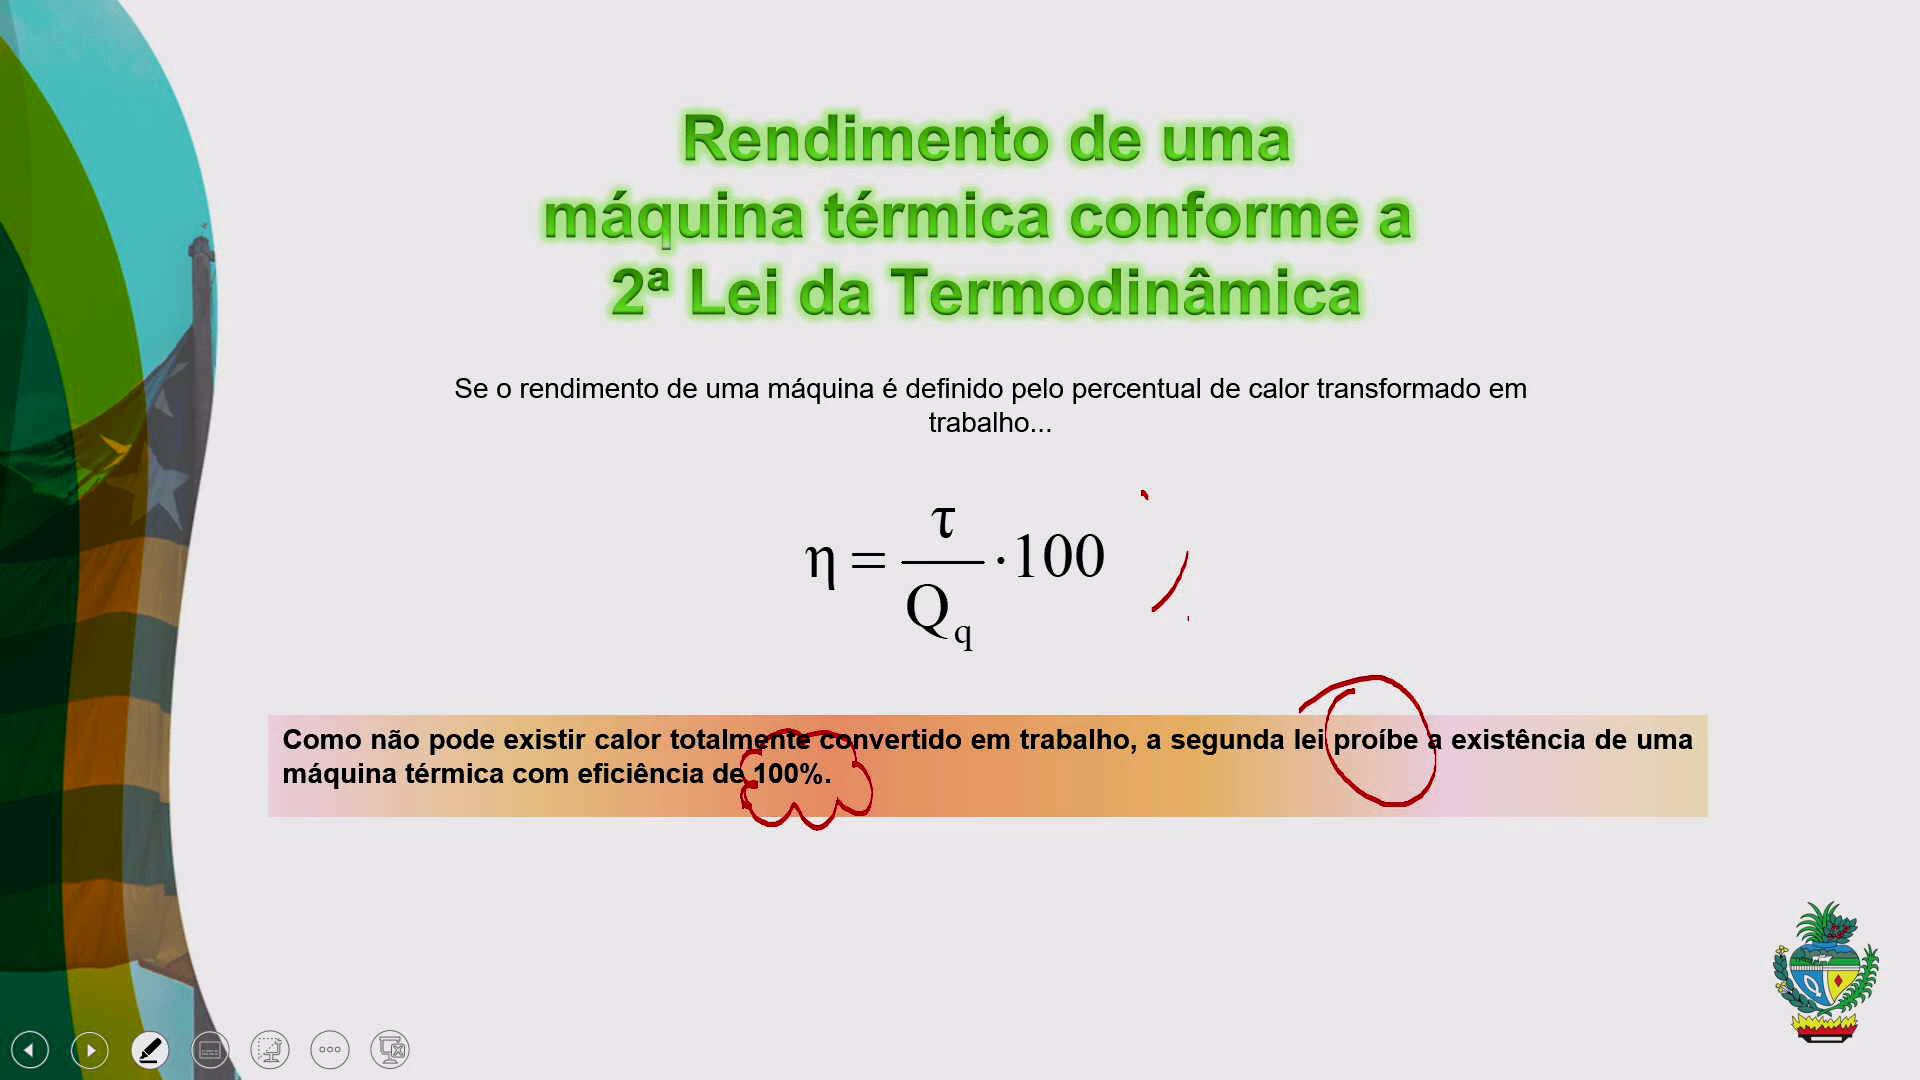 Rendimento de uma
máquina térmica conforme a
2ª Lei da Termodinâmica
Se o rendimento de uma máquina é definido pelo percentual de calor transformado em
trabalho...
η = τ / Q_q · 100
Como não pode existir calor totalmente convertido em trabalho, a segunda lei proíbe a existência de uma
máquina térmica com eficiência de 100%.